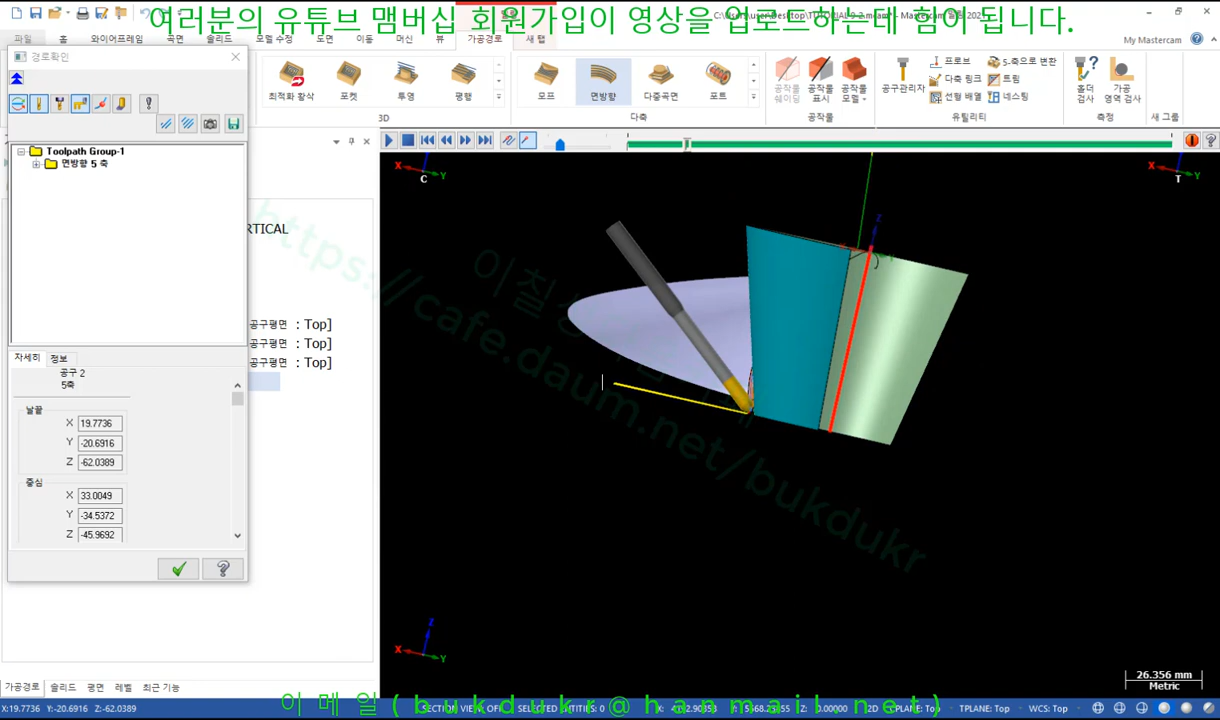 여러분의 유튜브 맴버십 회원가입이 영상을 업로드하는데 힘이 됩니다.
My Mastercam
파일
홈
와이어프레임
곡면
모델 수정
도면
이동
머신
뷰
가공경로
새 탭
경로확인
최적화 황삭
포켓
투영
평행
3D
모프
면방향
다중곡면
포트
다축
공작물 쉐이딩
공작물 표시
공작물 모델
공작물
공구관리자
프로브
다축 링크
선형 배열
5-축으로 변환
트림
네스팅
유틸리티
홀더 검사
가공 영역 검사
측정
새 그룹
Toolpath Group-1
면방향 5 축
RTICAL
공구평면 : Top]
공구평면 : Top]
공구평면 : Top]
자세히
정보
공구 2
5축
날끝
X 19.7736
Y -20.6916
Z -62.0389
중심
X 33.0049
Y -34.5372
Z -45.9692
X Y
C
X Y
T
Z
Z
X Y
이칠성
https://cafe.daum.net/bukdukr
26.356 mm
Metric
가공경로
솔리드
평면
레벨
최근 기능
이 메 일 ( b u k d u k r @ h a n m a i l . n e t )
X:19.7736 Y:-20.6916 Z:-62.0389
TPLANE: Top
WCS: Top